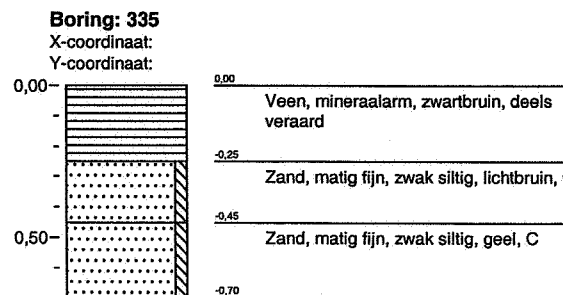 Boring: 335
X-coordinaat:
Y-coordinaat:
0,00
0,00
Veen, mineraalarm, zwartbruin, deels
veraard
-0,25
Zand, matig fijn, zwak siltig, lichtbruin,
-0,45
0,50
Zand, matig fijn, zwak siltig, geel, C
-0,70